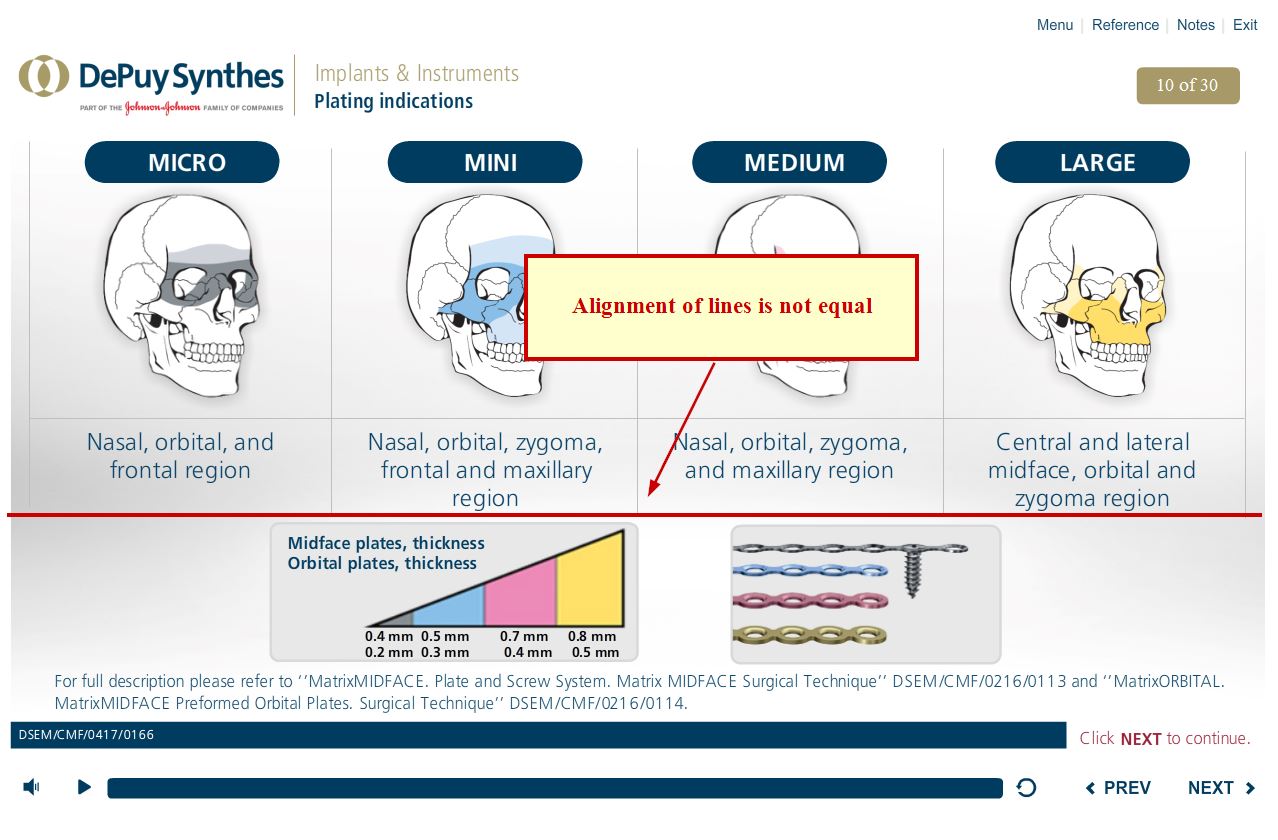 Menu | Reference | Notes | Exit
DePuy Synthes
PART OF THE Johnson & Johnson FAMILY OF COMPANIES
Implants & Instruments
Plating indications
10 of 30
MICRO
MINI
MEDIUM
LARGE
Alignment of lines is not equal
Nasal, orbital, and
frontal region
Nasal, orbital, zygoma,
frontal and maxillary
region
Nasal, orbital, zygoma,
and maxillary region
Central and lateral
midface, orbital and
zygoma region
Midface plates, thickness
Orbital plates, thickness
0.4 mm 0.5 mm 0.7 mm 0.8 mm
0.2 mm 0.3 mm 0.4 mm 0.5 mm
For full description please refer to ‘‘MatrixMIDFACE. Plate and Screw System. Matrix MIDFACE Surgical Technique’’ DSEM/CMF/0216/0113 and ‘‘MatrixORBITAL.
MatrixMIDFACE Preformed Orbital Plates. Surgical Technique’’ DSEM/CMF/0216/0114.
DSEM/CMF/0417/0166
Click NEXT to continue.
PREV
NEXT